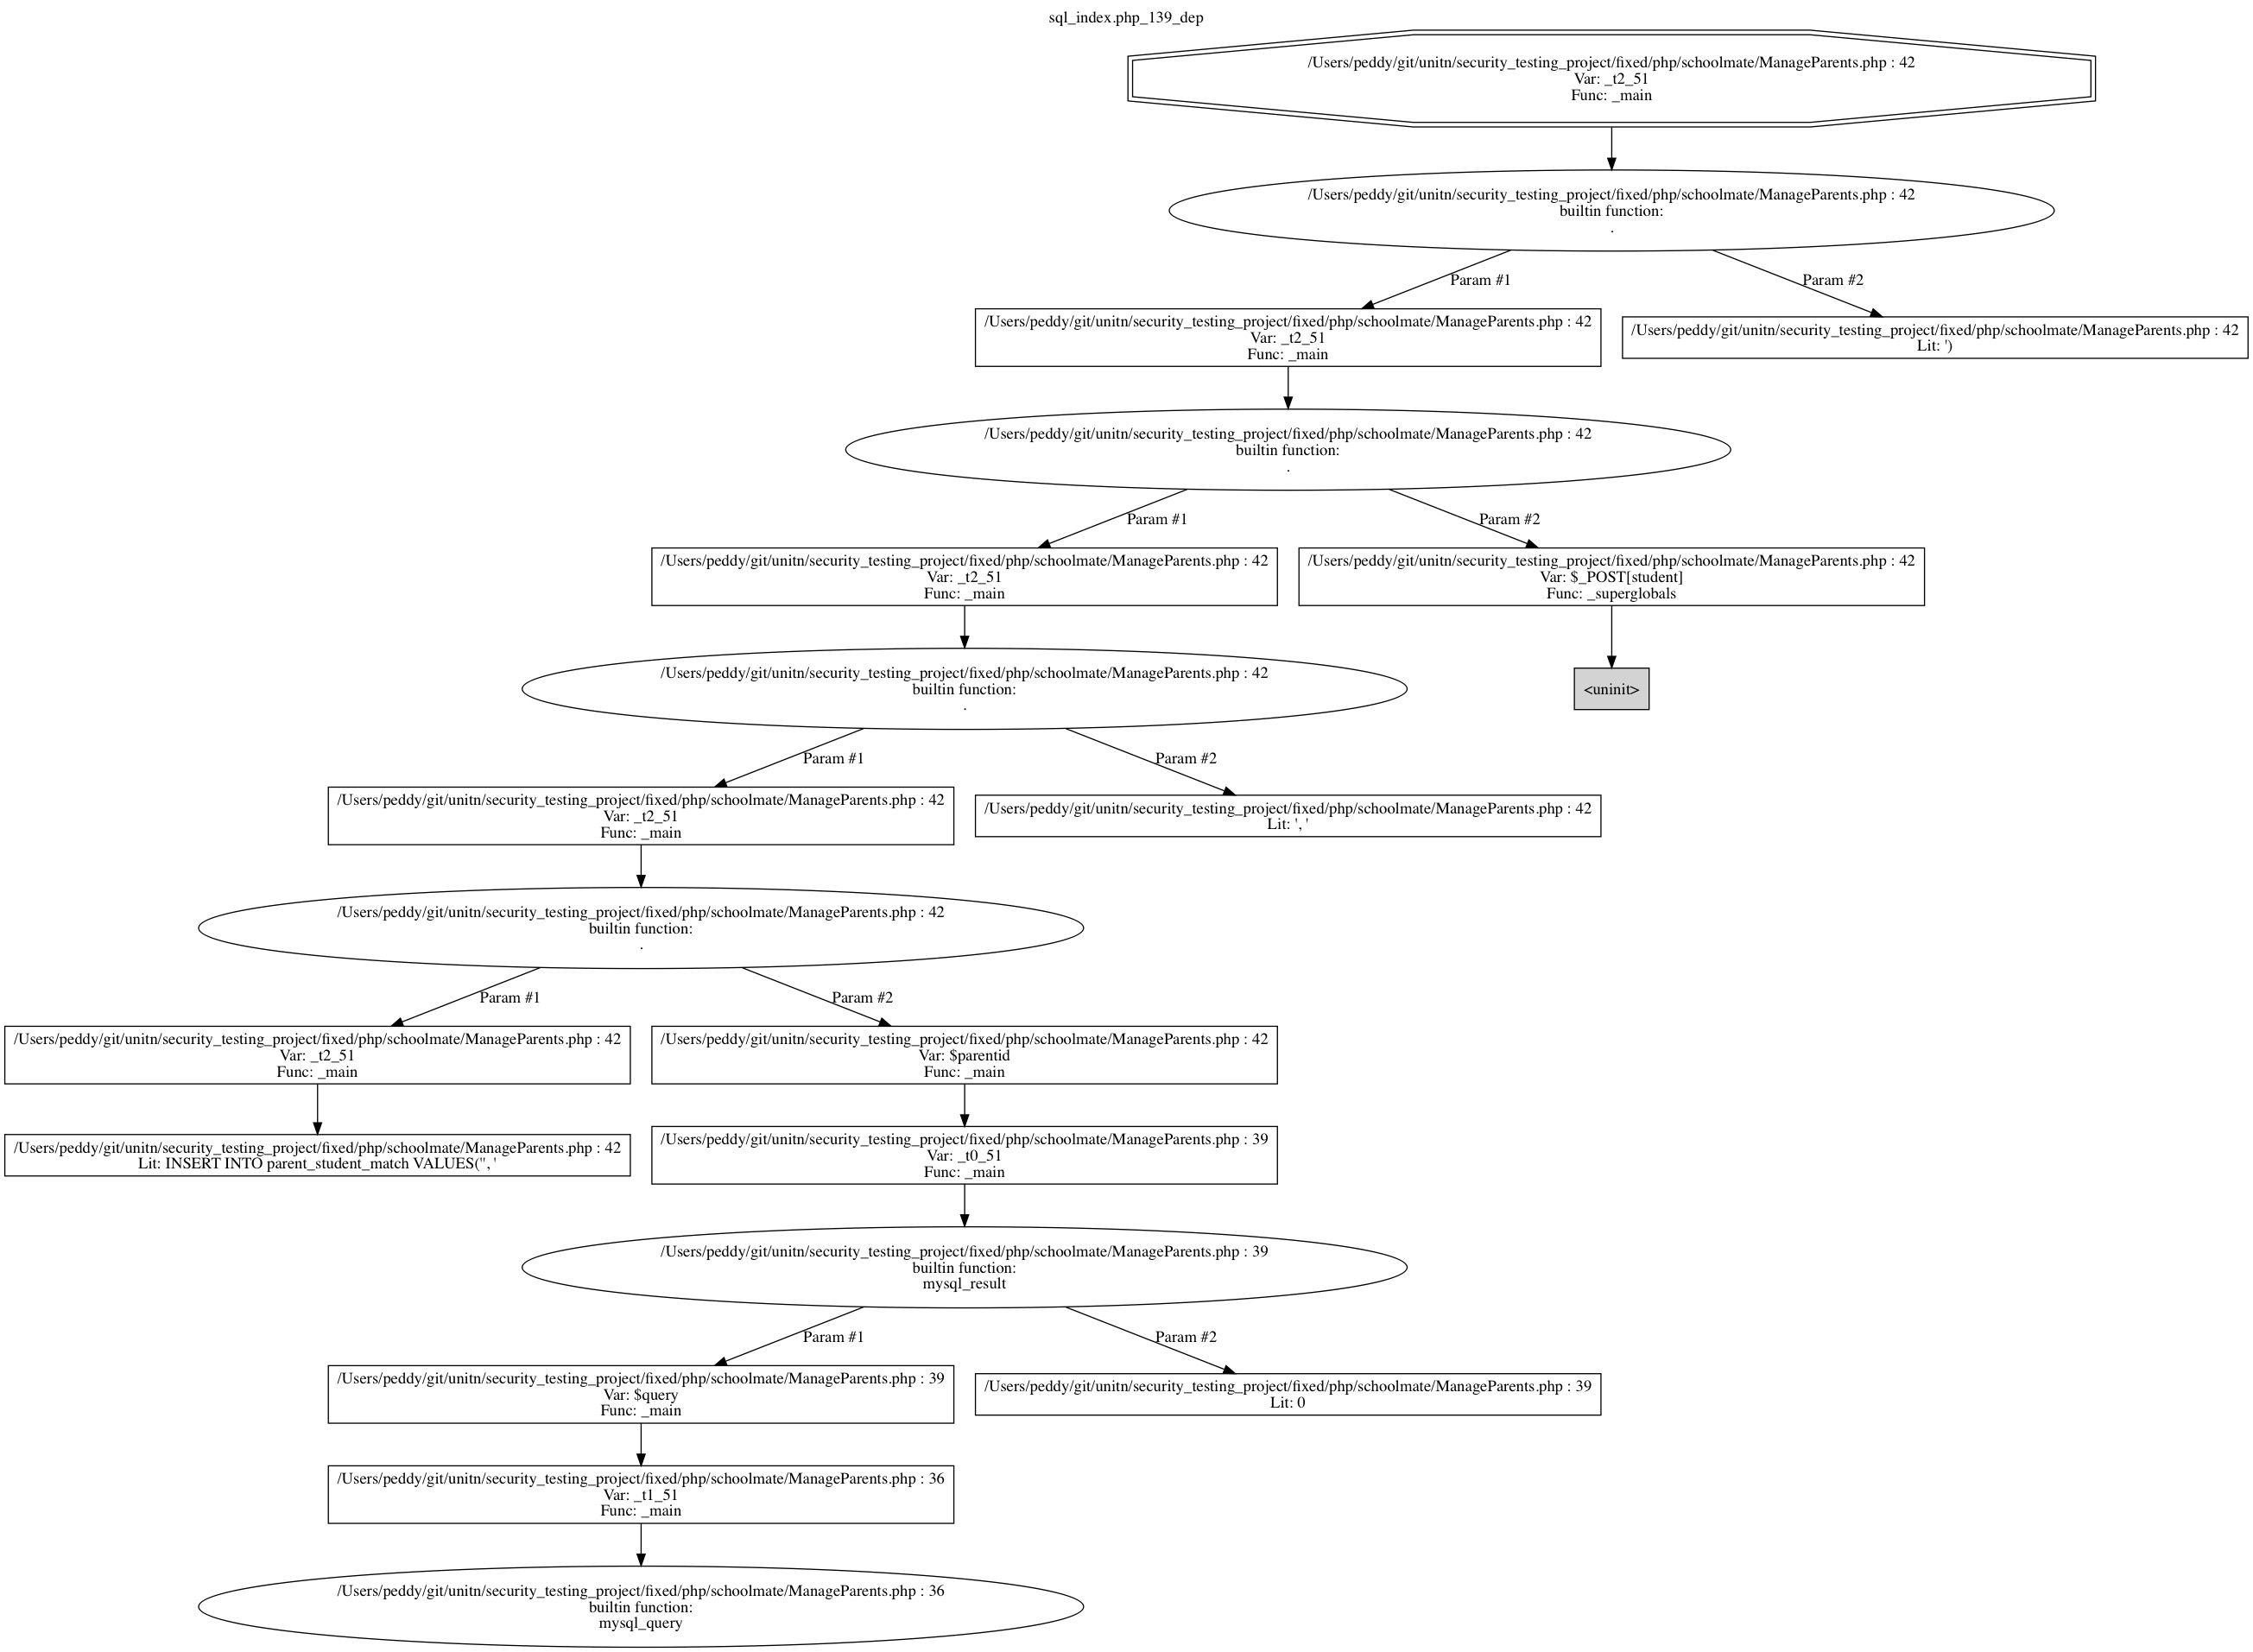 sql_index.php_139_dep
/Users/peddy/git/unitn/security_testing_project/fixed/php/schoolmate/ManageParents.php : 42
Var: _t2_51
Func: _main
/Users/peddy/git/unitn/security_testing_project/fixed/php/schoolmate/ManageParents.php : 42
builtin function:
.
Param #1
Param #2
/Users/peddy/git/unitn/security_testing_project/fixed/php/schoolmate/ManageParents.php : 42
Var: _t2_51
Func: _main
/Users/peddy/git/unitn/security_testing_project/fixed/php/schoolmate/ManageParents.php : 42
Lit: ')
/Users/peddy/git/unitn/security_testing_project/fixed/php/schoolmate/ManageParents.php : 42
builtin function:
.
Param #1
Param #2
/Users/peddy/git/unitn/security_testing_project/fixed/php/schoolmate/ManageParents.php : 42
Var: _t2_51
Func: _main
/Users/peddy/git/unitn/security_testing_project/fixed/php/schoolmate/ManageParents.php : 42
Var: $_POST[student]
Func: _superglobals
/Users/peddy/git/unitn/security_testing_project/fixed/php/schoolmate/ManageParents.php : 42
builtin function:
.
<uninit>
Param #1
Param #2
/Users/peddy/git/unitn/security_testing_project/fixed/php/schoolmate/ManageParents.php : 42
Var: _t2_51
Func: _main
/Users/peddy/git/unitn/security_testing_project/fixed/php/schoolmate/ManageParents.php : 42
Lit: ', '
/Users/peddy/git/unitn/security_testing_project/fixed/php/schoolmate/ManageParents.php : 42
builtin function:
.
Param #1
Param #2
/Users/peddy/git/unitn/security_testing_project/fixed/php/schoolmate/ManageParents.php : 42
Var: _t2_51
Func: _main
/Users/peddy/git/unitn/security_testing_project/fixed/php/schoolmate/ManageParents.php : 42
Var: $parentid
Func: _main
/Users/peddy/git/unitn/security_testing_project/fixed/php/schoolmate/ManageParents.php : 42
Lit: INSERT INTO parent_student_match VALUES('', '
/Users/peddy/git/unitn/security_testing_project/fixed/php/schoolmate/ManageParents.php : 39
Var: _t0_51
Func: _main
/Users/peddy/git/unitn/security_testing_project/fixed/php/schoolmate/ManageParents.php : 39
builtin function:
mysql_result
Param #1
Param #2
/Users/peddy/git/unitn/security_testing_project/fixed/php/schoolmate/ManageParents.php : 39
Var: $query
Func: _main
/Users/peddy/git/unitn/security_testing_project/fixed/php/schoolmate/ManageParents.php : 39
Lit: 0
/Users/peddy/git/unitn/security_testing_project/fixed/php/schoolmate/ManageParents.php : 36
Var: _t1_51
Func: _main
/Users/peddy/git/unitn/security_testing_project/fixed/php/schoolmate/ManageParents.php : 36
builtin function:
mysql_query